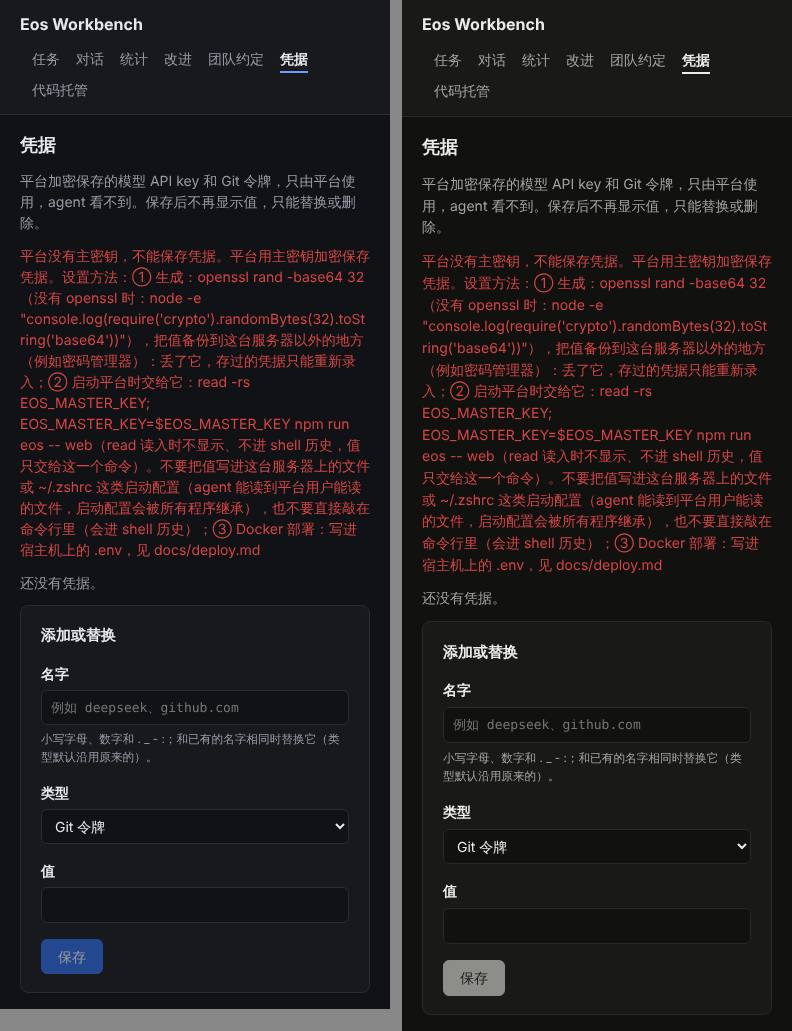 Eos Workbench
任务 对话 统计 改进 团队约定 凭据
代码托管
凭据
平台加密保存的模型 API key 和 Git 令牌，只由平台使
用，agent 看不到。保存后不再显示值，只能替换或删
除。
平台没有主密钥，不能保存凭据。平台用主密钥加密保存
凭据。设置方法：① 生成：openssl rand -base64 32
（没有 openssl 时：node -e
"console.log(require('crypto').randomBytes(32).toSt
ring('base64'))"），把值备份到这台服务器以外的地方
（例如密码管理器）：丢了它，存过的凭据只能重新录
入；② 启动平台时交给它：read -rs
EOS_MASTER_KEY;
EOS_MASTER_KEY=$EOS_MASTER_KEY npm run
eos -- web（read 读入时不显示、不进 shell 历史，值
只交给这一个命令）。不要把值写进这台服务器上的文件
或 ~/.zshrc 这类启动配置（agent 能读到平台用户能读
的文件，启动配置会被所有程序继承），也不要直接敲在
命令行里（会进 shell 历史）；③ Docker 部署：写进
宿主机上的 .env，见 docs/deploy.md
还没有凭据。
添加或替换
名字
例如 deepseek、github.com
小写字母、数字和 . _ - : ；和已有的名字相同时替换它（类
型默认沿用原来的）。
类型
Git 令牌
值
保存
Eos Workbench
任务 对话 统计 改进 团队约定 凭据
代码托管
凭据
平台加密保存的模型 API key 和 Git 令牌，只由平台使
用，agent 看不到。保存后不再显示值，只能替换或删
除。
平台没有主密钥，不能保存凭据。平台用主密钥加密保存
凭据。设置方法：① 生成：openssl rand -base64 32
（没有 openssl 时：node -e
"console.log(require('crypto').randomBytes(32).toSt
ring('base64'))"），把值备份到这台服务器以外的地方
（例如密码管理器）：丢了它，存过的凭据只能重新录
入；② 启动平台时交给它：read -rs
EOS_MASTER_KEY;
EOS_MASTER_KEY=$EOS_MASTER_KEY npm run
eos -- web（read 读入时不显示、不进 shell 历史，值
只交给这一个命令）。不要把值写进这台服务器上的文件
或 ~/.zshrc 这类启动配置（agent 能读到平台用户能读
的文件，启动配置会被所有程序继承），也不要直接敲在
命令行里（会进 shell 历史）；③ Docker 部署：写进
宿主机上的 .env，见 docs/deploy.md
还没有凭据。
添加或替换
名字
例如 deepseek、github.com
小写字母、数字和 . _ - : ；和已有的名字相同时替换它（类
型默认沿用原来的）。
类型
Git 令牌
值
保存